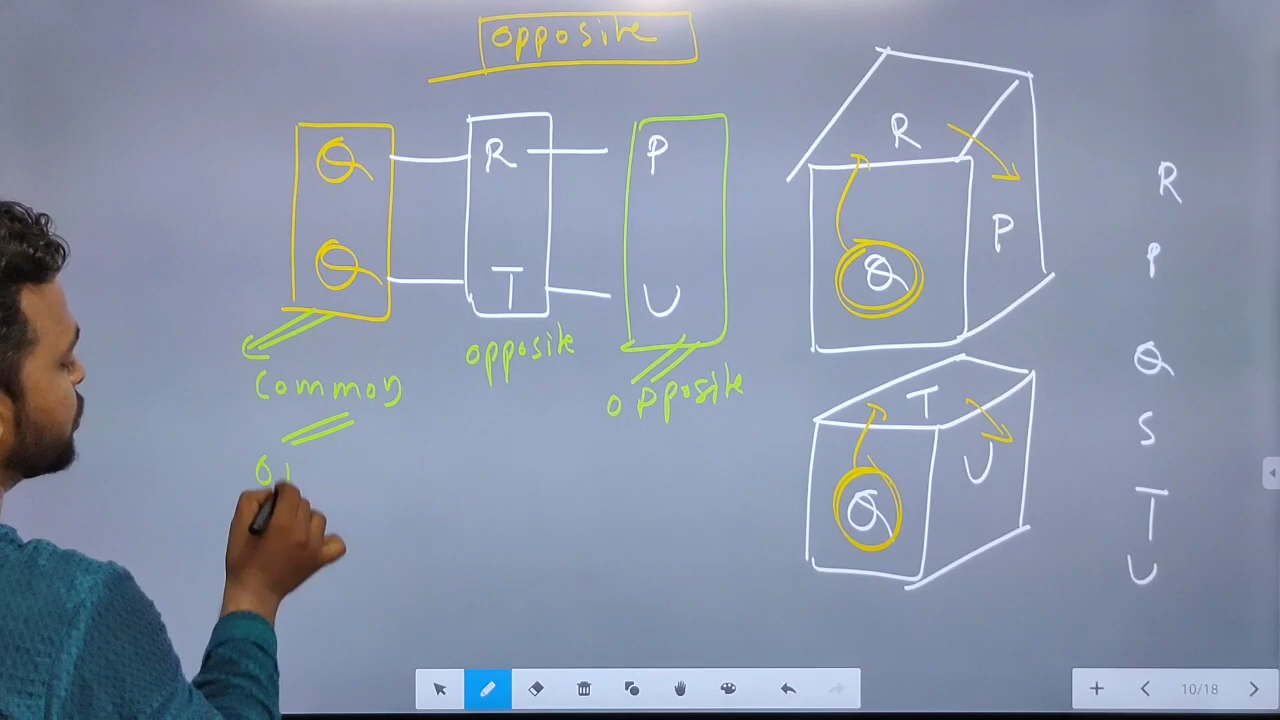 opposite
Q R P
Q T U
Common
opposite
opposite
R
Q
P
T
Q
U
R
P
Q
S
T
U
10/18